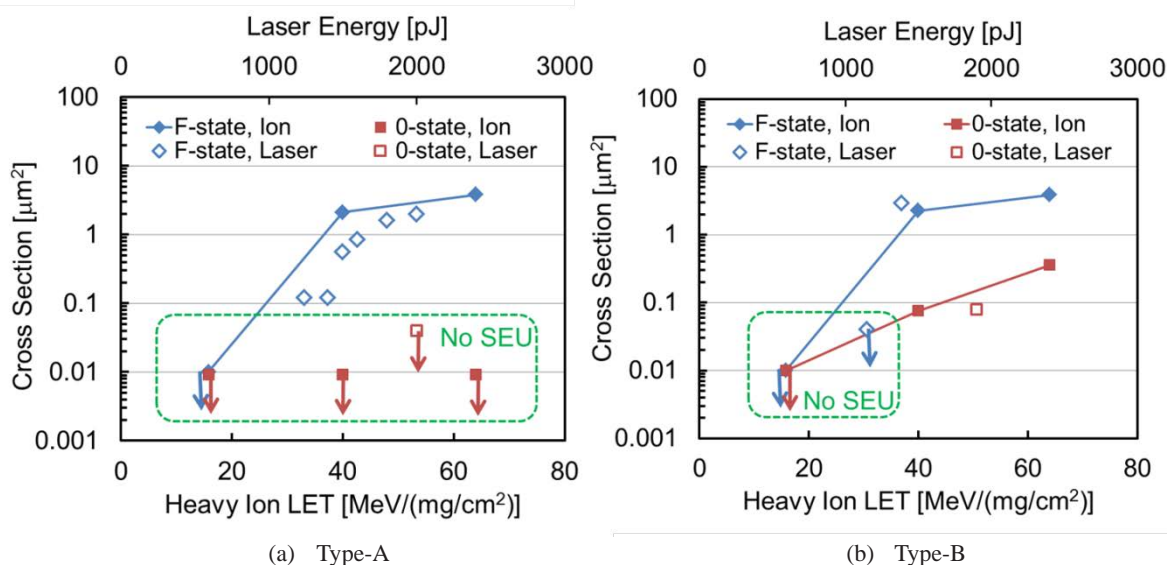 Laser Energy [pJ]
0 1000 2000 3000
100
10
1
0.1
0.01
0.001
Cross Section [μm²]
F-state, Ion
0-state, Ion
F-state, Laser
0-state, Laser
No SEU
0 20 40 60 80
Heavy Ion LET [MeV/(mg/cm²)]
(a) Type-A
Laser Energy [pJ]
0 1000 2000 3000
100
10
1
0.1
0.01
0.001
Cross Section [μm²]
F-state, Ion
0-state, Ion
F-state, Laser
0-state, Laser
No SEU
0 20 40 60 80
Heavy Ion LET [MeV/(mg/cm²)]
(b) Type-B